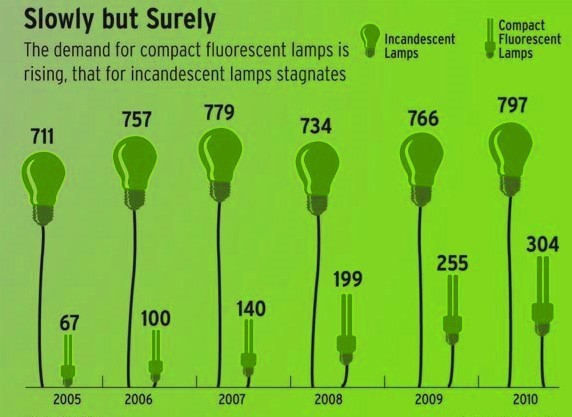 Slowly but Surely
The demand for compact fluorescent lamps is
rising, that for incandescent lamps stagnates
Incandescent
Lamps
Compact
Fluorescent
Lamps
711
757
779
734
766
797
67
100
140
199
255
304
2005
2006
2007
2008
2009
2010